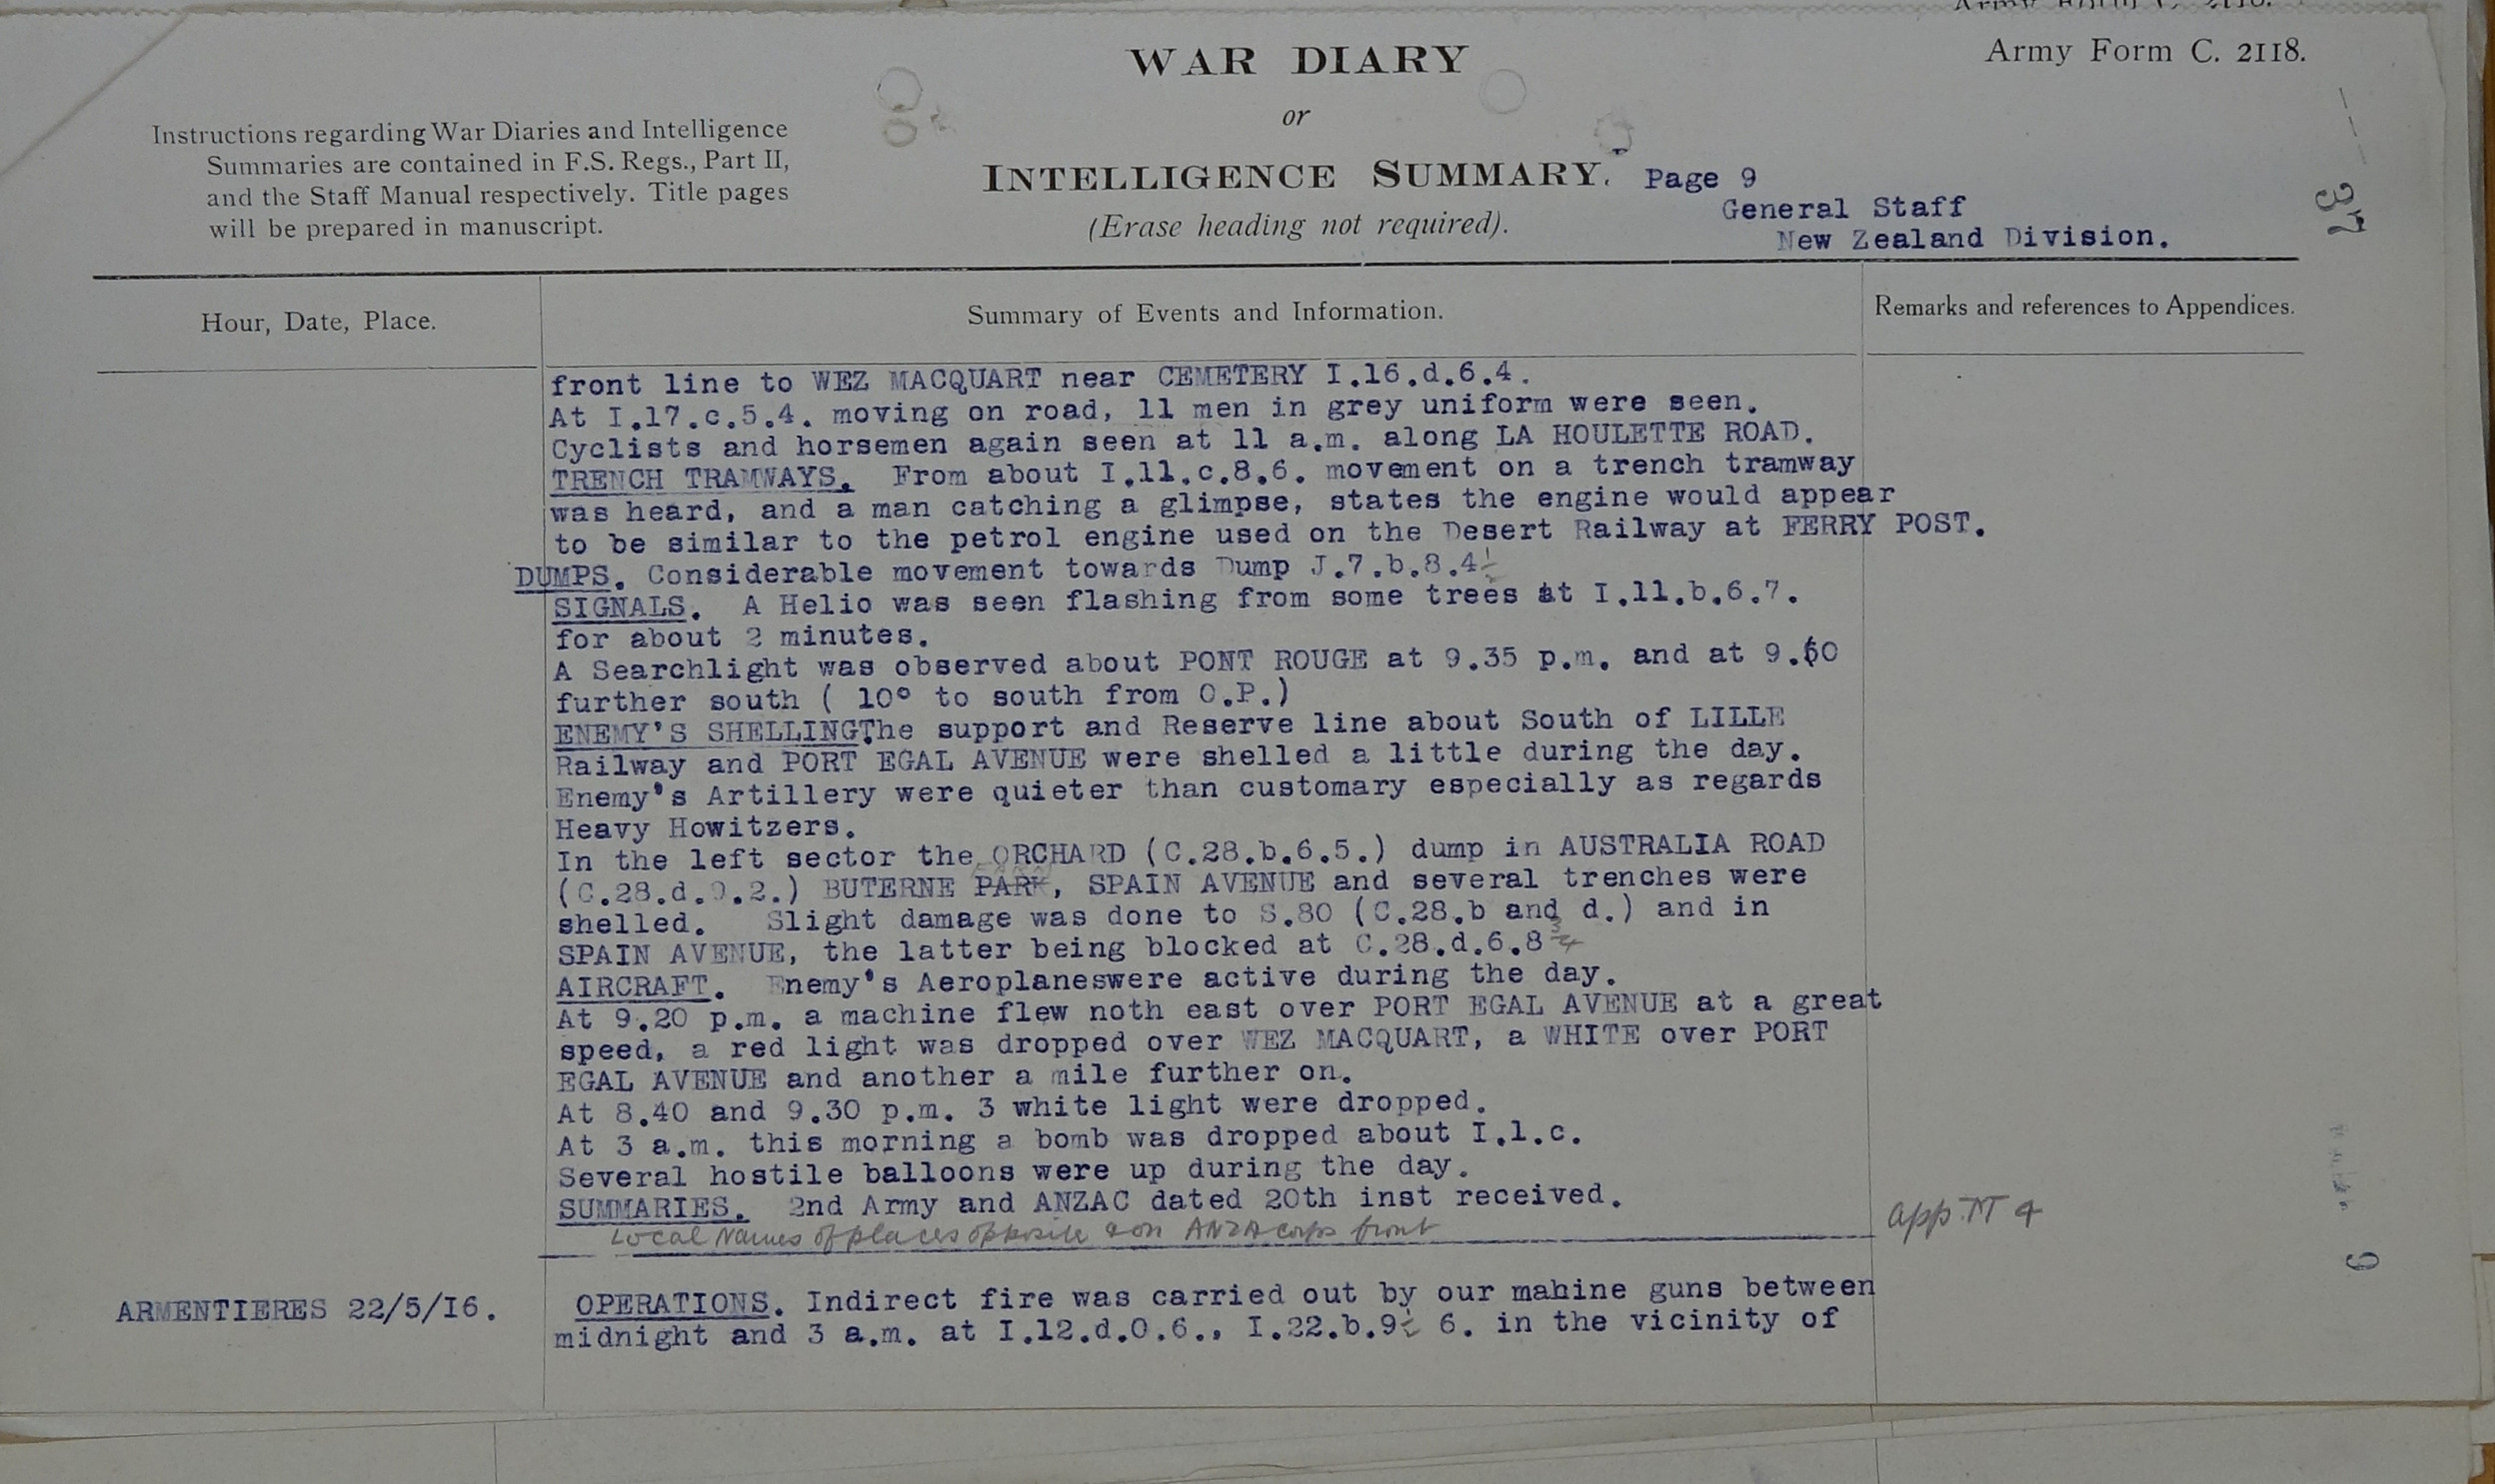 Army Form C. 2118.
WAR DIARY
or
INTELLIGENCE SUMMARY.
(Erase heading not required).
Army Form C. 2118.
Instructions regarding War Diaries and Intelligence
Summaries are contained in F.S. Regs., Part II,
and the Staff Manual respectively. Title pages
will be prepared in manuscript.
Page 9
General Staff
New Zealand Division.
37
Hour, Date, Place.
Summary of Events and Information.
Remarks and references to Appendices.
front line to WEZ MACQUART near CEMETERY I.16.d.6.4.
At I.17.c.5.4. moving on road, 11 men in grey uniform were seen.
Cyclists and horsemen again seen at 11 a.m. along LA HOULETTE ROAD.
TRENCH TRAMWAYS. From about I.11.c.8.6. movement on a trench tramway
was heard, and a man catching a glimpse, states the engine would appear
to be similar to the petrol engine used on the Desert Railway at FERRY POST.
DUMPS. Considerable movement towards Dump J.7.b.8.4½
SIGNALS. A Helio was seen flashing from some trees at I.11.b.6.7.
for about 2 minutes.
A Searchlight was observed about PONT ROUGE at 9.35 p.m. and at
further south ( 10° to south from O.P.)
ENEMY'S SHELLING.The support and Reserve line about South of LILLE
Railway and PORT EGAL AVENUE were shelled a little during the day.
Enemy's Artillery were quieter than customary especially as regards
Heavy Howitzers.
In the left sector the ORCHARD (C.28.b.6.5.) dump in AUSTRALIA ROAD
(C.28.d.9.2.) BUTERNE PARK, SPAIN AVENUE and several trenches were
shelled. Slight damage was done to S.80 (C.28.b and d.) and in
SPAIN AVENUE, the latter being blocked at C.28.d.6.8¾
AIRCRAFT. Enemy's Aeroplaneswere active during the day.
At 9.20 p.m. a machine flew noth east over PORT EGAL AVENUE at a great
speed, a red light was dropped over WEZ MACQUART, a WHITE over PORT
EGAL AVENUE and another a mile further on.
At 8.40 and 9.30 p.m. 3 white light were dropped.
At 3 a.m. this morning a bomb was dropped about I.1.c.
Several hostile balloons were up during the day.
SUMMARIES. 2nd Army and ANZAC dated 20th inst received.
Local Names of places opposite & on ANZA corps front
app. 4
9
ARMENTIERES 22/5/16.
OPERATIONS. Indirect fire was carried out by our mahine guns between
midnight and 3 a.m. at I.12.d.0.6., I.22.b.9½ 6. in the vicinity of